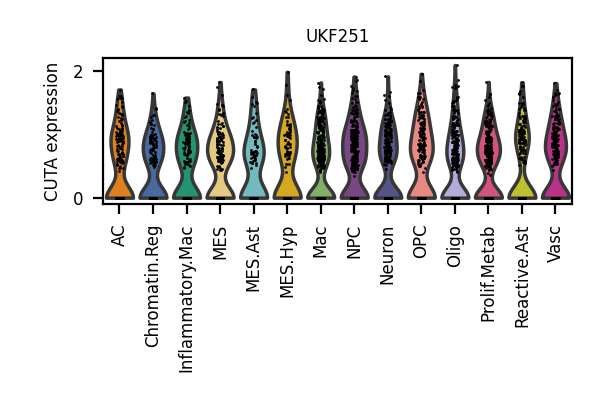 UKF251
CUTA expression
2
0
AC
Chromatin.Reg
Inflammatory.Mac
MES
MES.Ast
MES.Hyp
Mac
NPC
Neuron
OPC
Oligo
Prolif.Metab
Reactive.Ast
Vasc